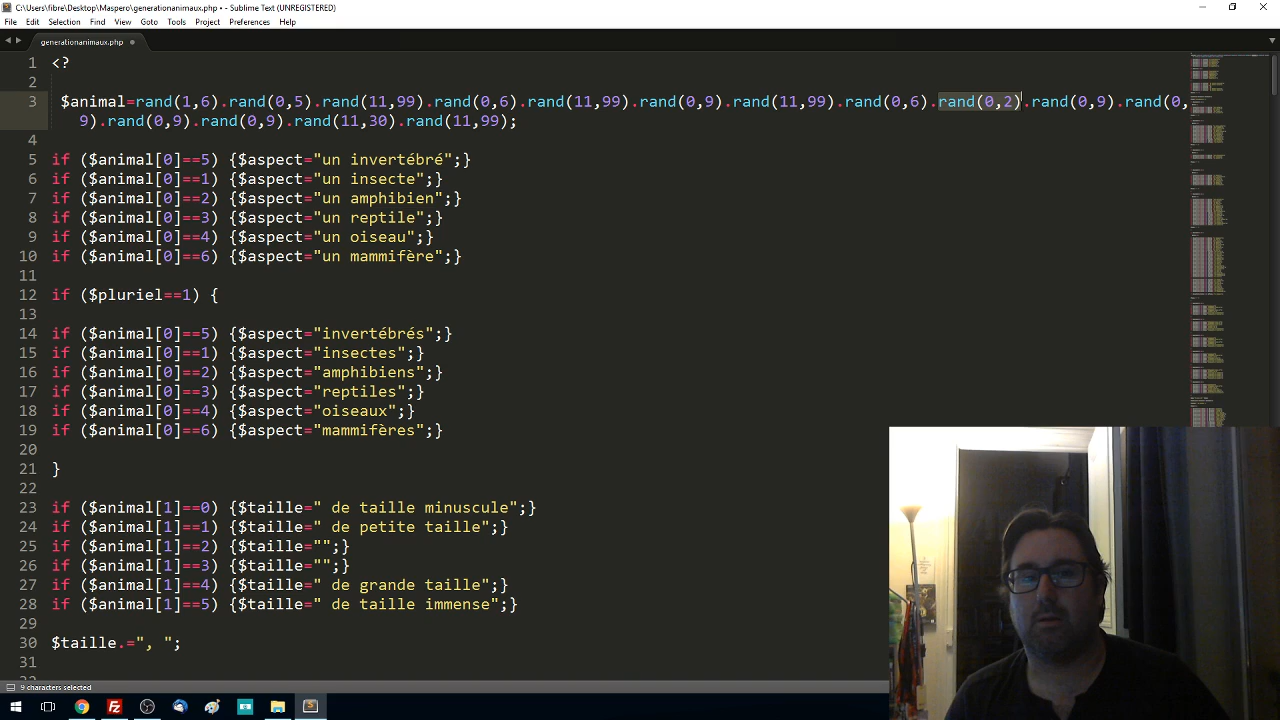 C:\Users\fibre\Desktop\Maspero\generationanimaux.php • - Sublime Text (UNREGISTERED)
File Edit Selection Find View Goto Tools Project Preferences Help
generationanimaux.php
1 <?
2
3 $animal=rand(1,6).rand(0,5).rand(11,99).rand(0,9).rand(11,99).rand(0,9).rand(11,99).rand(0,6).rand(0,2).rand(0,9).rand(0,
9).rand(0,9).rand(0,9).rand(11,30).rand(11,99);
4
5 if ($animal[0]==5) {$aspect="un invertébré";}
6 if ($animal[0]==1) {$aspect="un insecte";}
7 if ($animal[0]==2) {$aspect="un amphibien";}
8 if ($animal[0]==3) {$aspect="un reptile";}
9 if ($animal[0]==4) {$aspect="un oiseau";}
10 if ($animal[0]==6) {$aspect="un mammifère";}
11
12 if ($pluriel==1) {
13
14 if ($animal[0]==5) {$aspect="invertébrés";}
15 if ($animal[0]==1) {$aspect="insectes";}
16 if ($animal[0]==2) {$aspect="amphibiens";}
17 if ($animal[0]==3) {$aspect="reptiles";}
18 if ($animal[0]==4) {$aspect="oiseaux";}
19 if ($animal[0]==6) {$aspect="mammifères";}
20
21 }
22
23 if ($animal[1]==0) {$taille=" de taille minuscule";}
24 if ($animal[1]==1) {$taille=" de petite taille";}
25 if ($animal[1]==2) {$taille="";}
26 if ($animal[1]==3) {$taille="";}
27 if ($animal[1]==4) {$taille=" de grande taille";}
28 if ($animal[1]==5) {$taille=" de taille immense";}
29
30 $taille.=", ";
31
9 characters selected